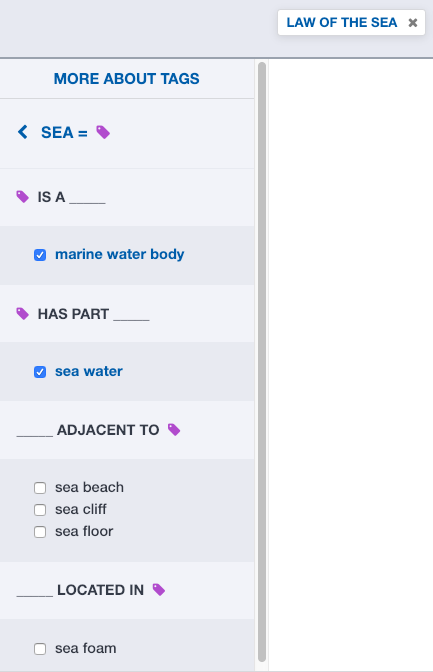 LAW OF THE SEA ×
MORE ABOUT TAGS
SEA =
IS A _____
marine water body
HAS PART _____
sea water
_____ ADJACENT TO
sea beach
sea cliff
sea floor
_____ LOCATED IN
sea foam